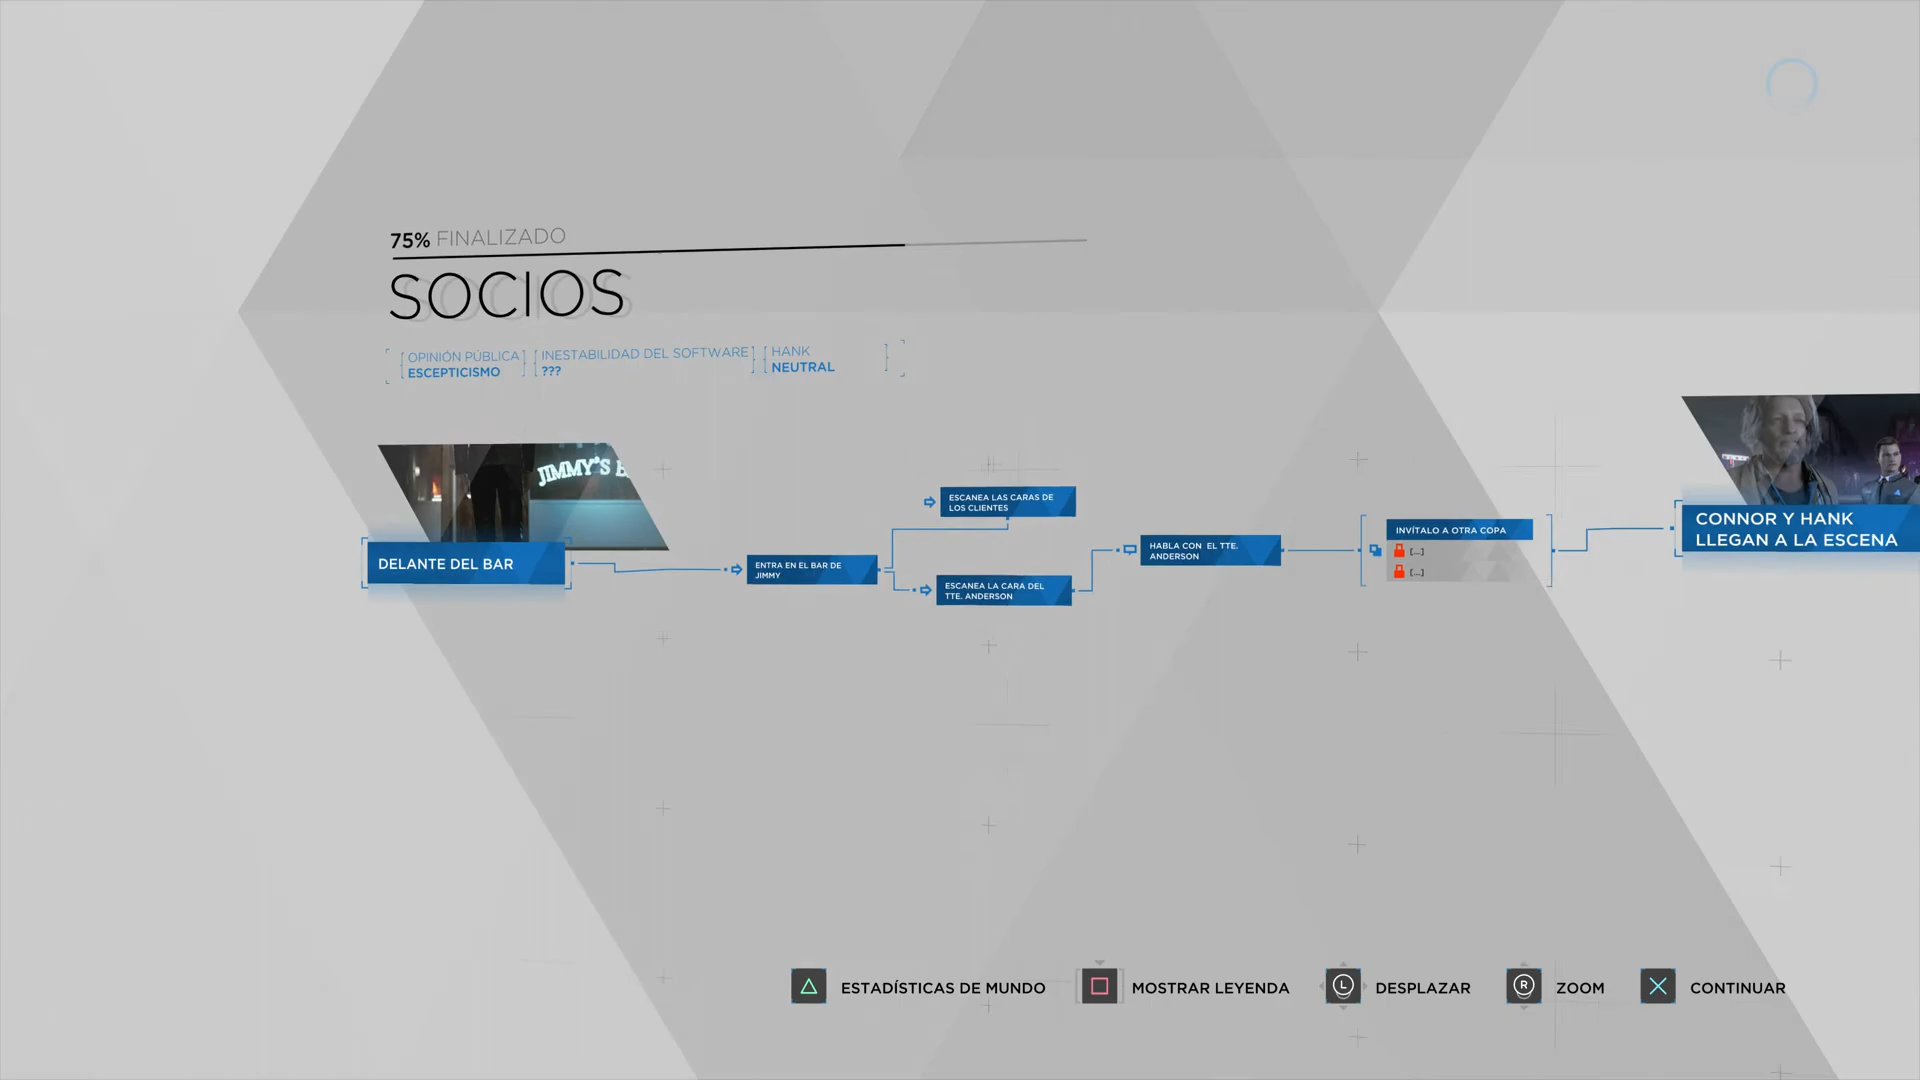 75% FINALIZADO
SOCIOS
OPINIÓN PÚBLICA
ESCEPTICISMO
INESTABILIDAD DEL SOFTWARE
???
HANK
NEUTRAL
JIMMY'S B
DELANTE DEL BAR
ENTRA EN EL BAR DE
JIMMY
ESCANEA LAS CARAS DE
LOS CLIENTES
ESCANEA LA CARA DEL
TTE. ANDERSON
HABLA CON EL TTE.
ANDERSON
INVÍTALO A OTRA COPA
[...]
[...]
CONNOR Y HANK
LLEGAN A LA ESCENA
ESTADÍSTICAS DE MUNDO
MOSTRAR LEYENDA
L DESPLAZAR
R ZOOM
CONTINUAR